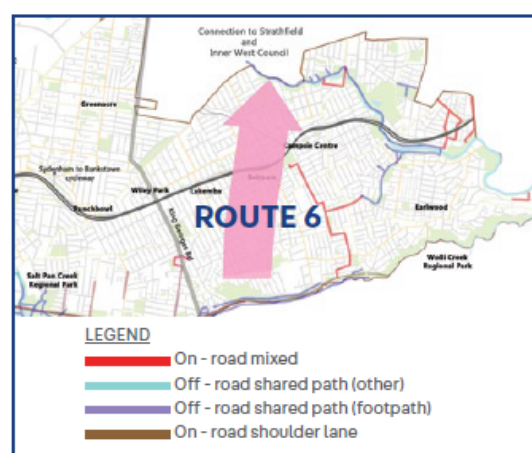 Connection to Strathfield
and
Inner West Council
Greenacre
Campsie Centre
Sydenham to Bankstown
cycleway
Wiley Park
Lakemba
Belmore
Punchbowl
King Georges Rd
ROUTE 6
Earlwood
Salt Pan Creek
Regional Park
Wolli Creek
Regional Park
LEGEND
On - road mixed
Off - road shared path (other)
Off - road shared path (footpath)
On - road shoulder lane